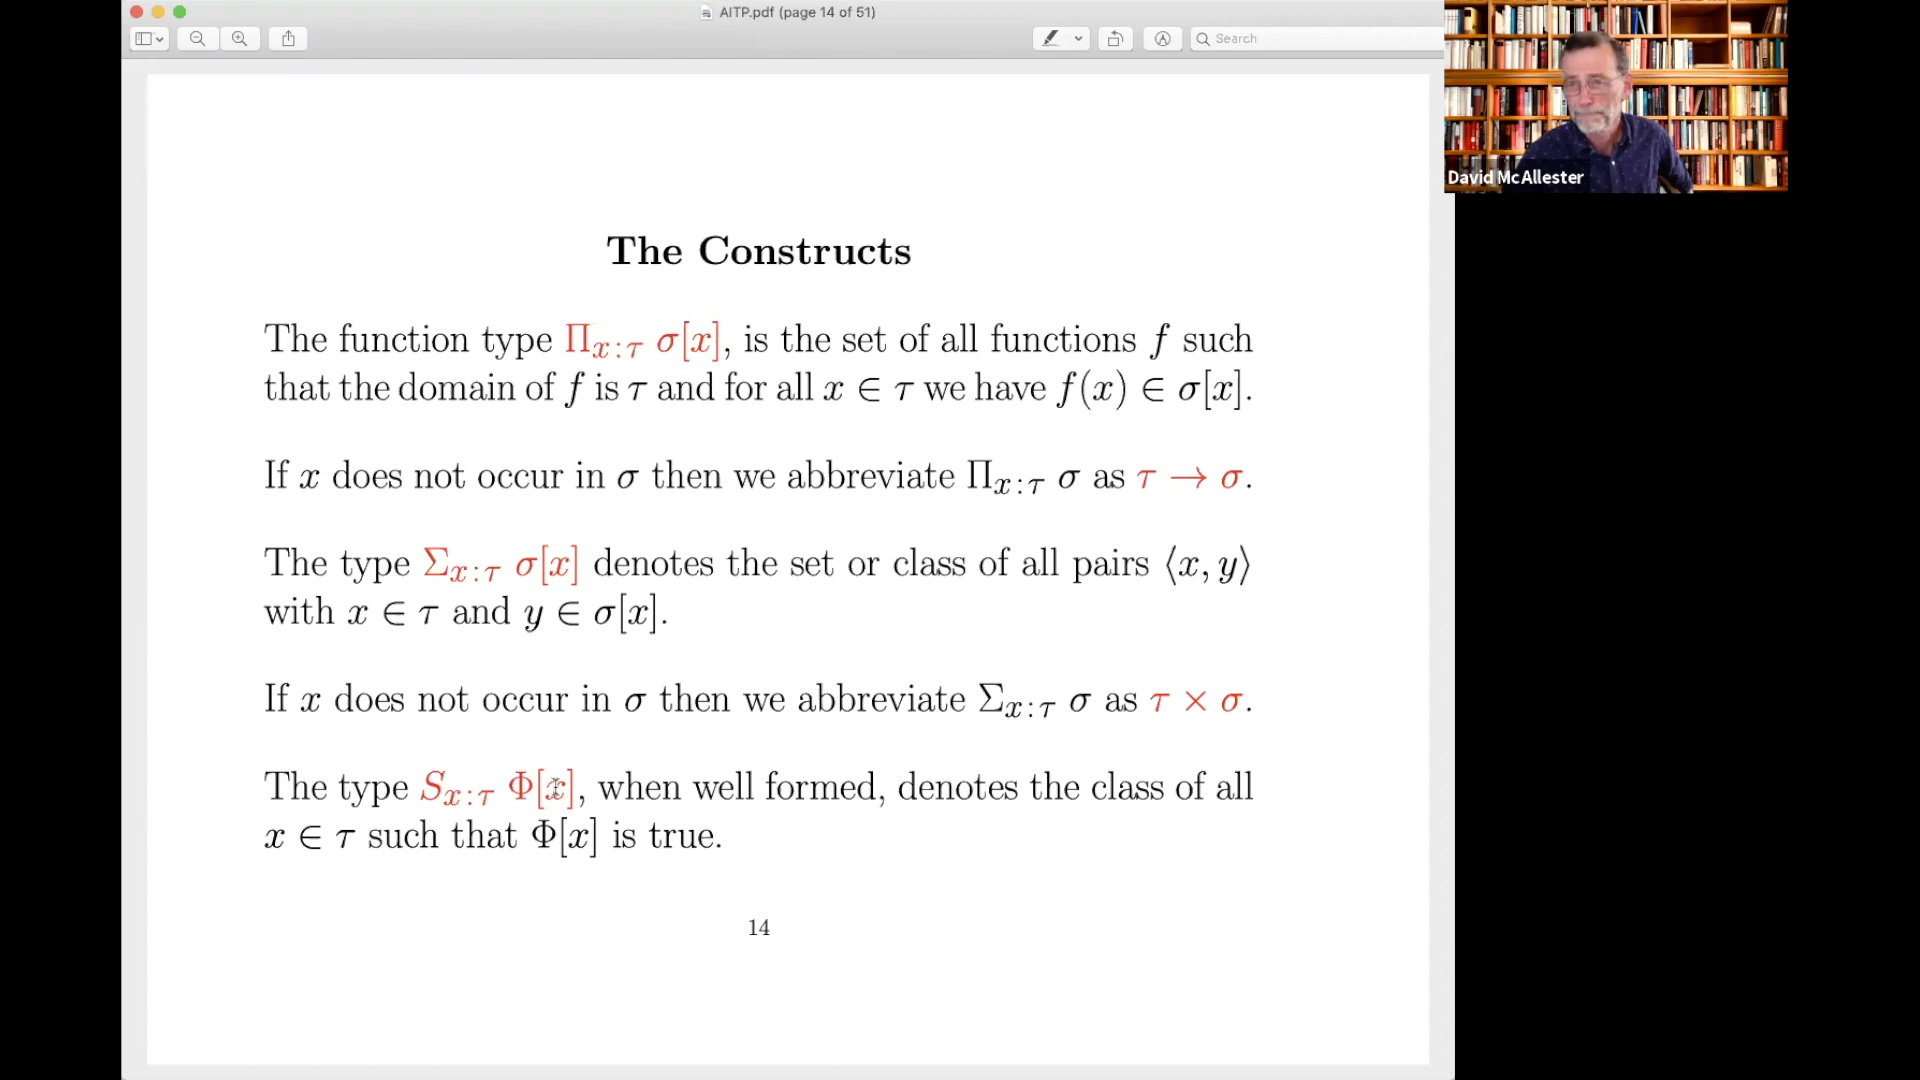 AITP.pdf (page 14 of 51)
Search
David McAllester
The Constructs
The function type Π_{x:τ} σ[x], is the set of all functions f such
that the domain of f is τ and for all x ∈ τ we have f(x) ∈ σ[x].
If x does not occur in σ then we abbreviate Π_{x:τ} σ as τ → σ.
The type Σ_{x:τ} σ[x] denotes the set or class of all pairs ⟨x, y⟩
with x ∈ τ and y ∈ σ[x].
If x does not occur in σ then we abbreviate Σ_{x:τ} σ as τ × σ.
The type S_{x:τ} Φ[x], when well formed, denotes the class of all
x ∈ τ such that Φ[x] is true.
14